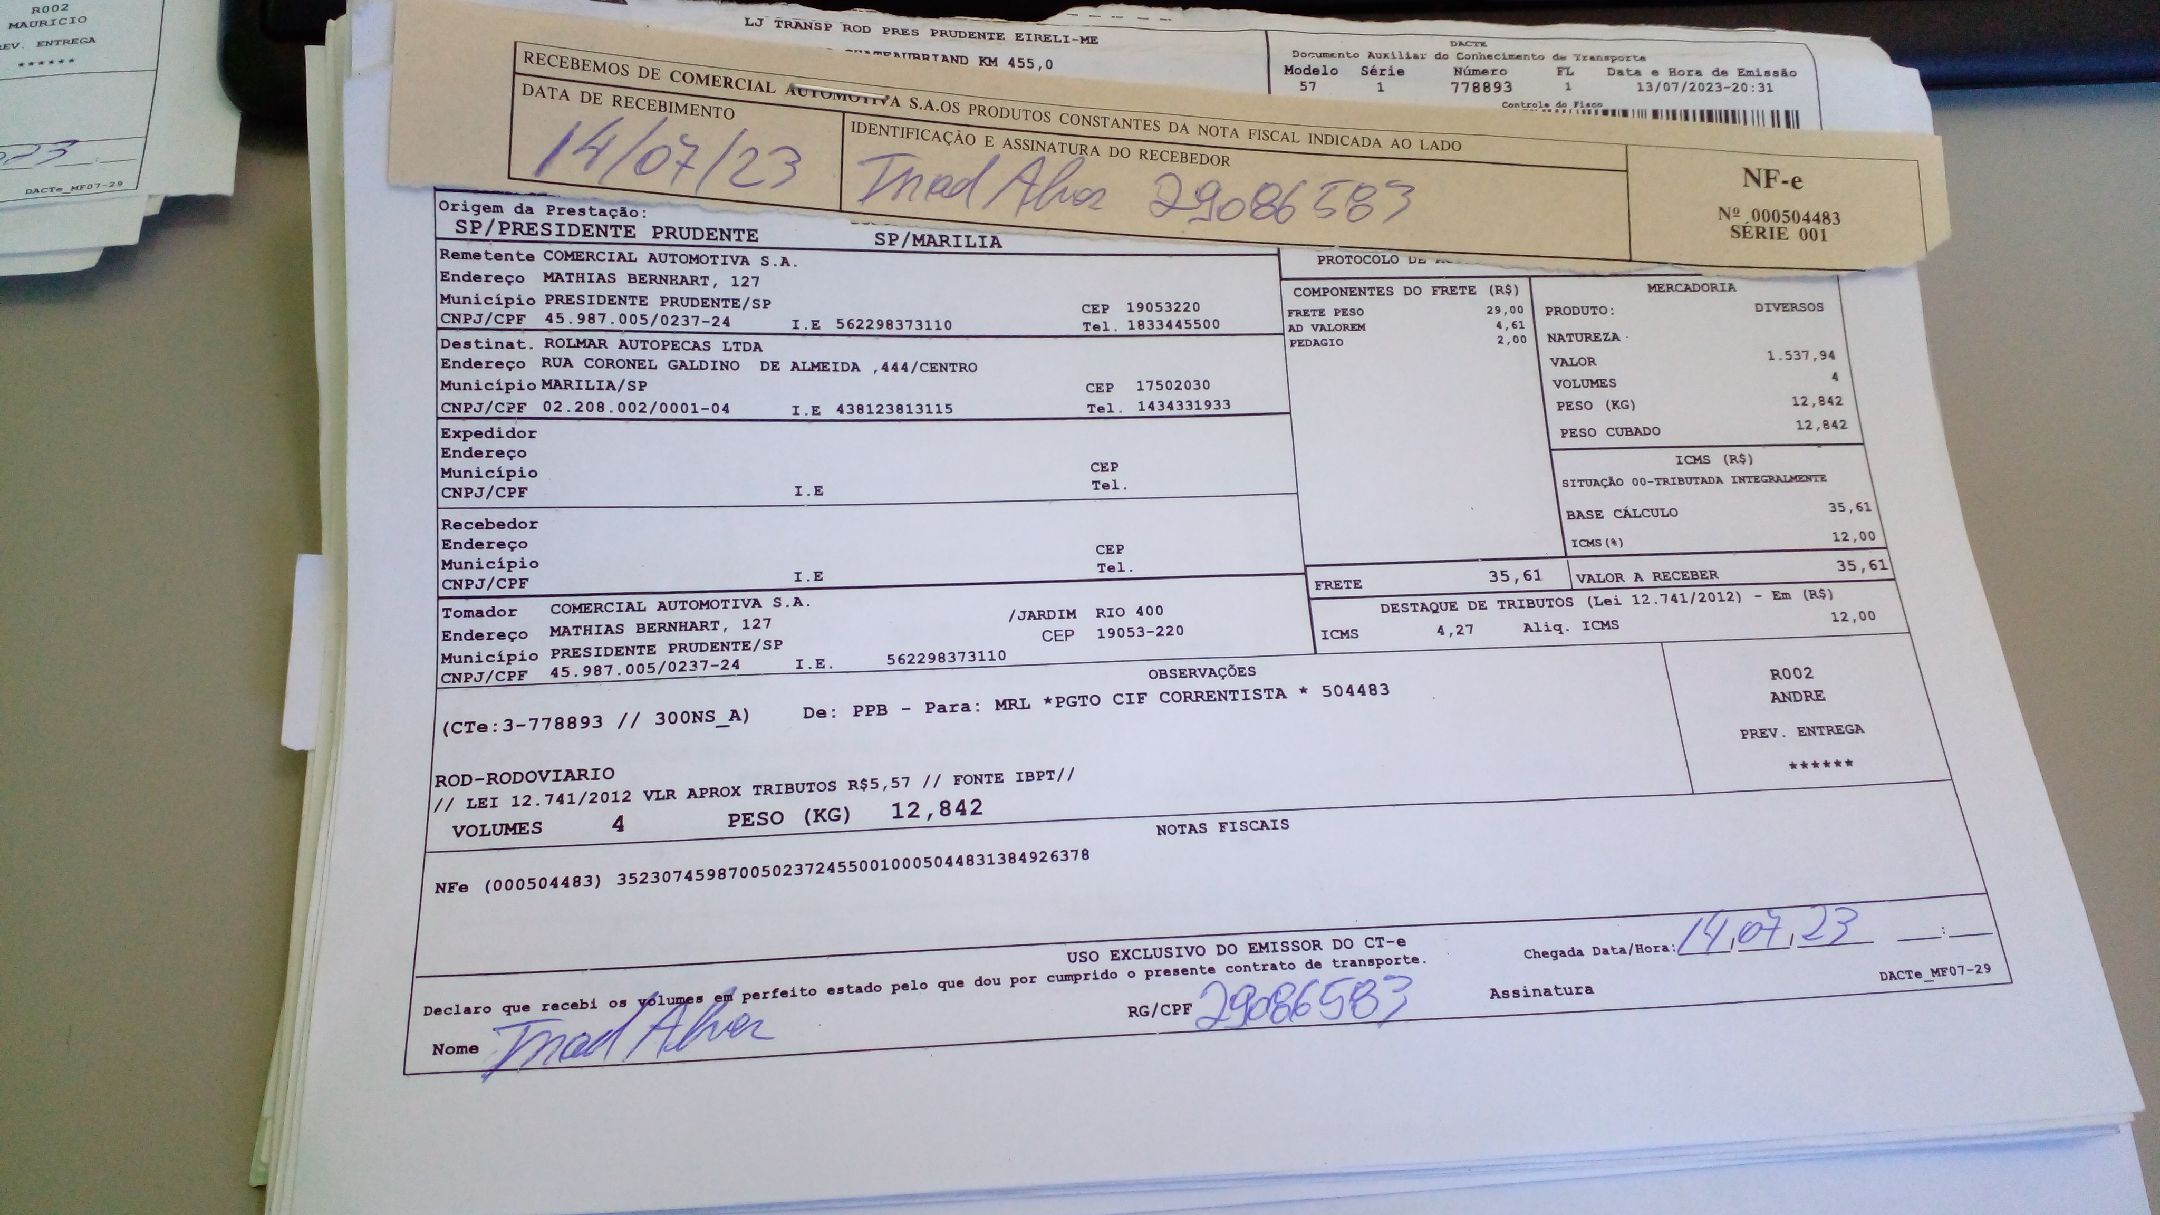 R002
MAURICIO
EV. ENTREGA
******
DACTe_MF07-29
LJ TRANSP ROD PRES PRUDENTE EIRELI-ME
KM 455,0
DACTE
Documento Auxiliar do Conhecimento de Transporte
Modelo Série Número FL Data e Hora de Emissão
57 1 778893 1 13/07/2023-20:31
Controle do Fisco
RECEBEMOS DE COMERCIAL AUTOMOTIVA S.A.OS PRODUTOS CONSTANTES DA NOTA FISCAL INDICADA AO LADO
DATA DE RECEBIMENTO
14/07/23
IDENTIFICAÇÃO E ASSINATURA DO RECEBEDOR
29086583
NF-e
Nº 000504483
SÉRIE 001
Origem da Prestação:
SP/PRESIDENTE PRUDENTE SP/MARILIA
Remetente COMERCIAL AUTOMOTIVA S.A.
Endereço MATHIAS BERNHART, 127
Município PRESIDENTE PRUDENTE/SP CEP 19053220
CNPJ/CPF 45.987.005/0237-24 I.E 562298373110 Tel. 1833445500
Destinat. ROLMAR AUTOPECAS LTDA
Endereço RUA CORONEL GALDINO DE ALMEIDA ,444/CENTRO
Município MARILIA/SP CEP 17502030
CNPJ/CPF 02.208.002/0001-04 I.E 438123813115 Tel. 1434331933
Expedidor
Endereço
Município CEP
CNPJ/CPF I.E Tel.
Recebedor
Endereço
Município CEP
CNPJ/CPF I.E Tel.
Tomador COMERCIAL AUTOMOTIVA S.A.
Endereço MATHIAS BERNHART, 127 /JARDIM RIO 400
Município PRESIDENTE PRUDENTE/SP CEP 19053-220
CNPJ/CPF 45.987.005/0237-24 I.E. 562298373110
PROTOCOLO DE
COMPONENTES DO FRETE (R$)
FRETE PESO 29,00
AD VALOREM 4,61
PEDAGIO 2,00
MERCADORIA
PRODUTO: DIVERSOS
NATUREZA
VALOR 1.537,94
VOLUMES 4
PESO (KG) 12,842
PESO CUBADO 12,842
ICMS (R$)
SITUAÇÃO 00-TRIBUTADA INTEGRALMENTE
BASE CÁLCULO 35,61
ICMS(%) 12,00
FRETE 35,61 VALOR A RECEBER 35,61
DESTAQUE DE TRIBUTOS (Lei 12.741/2012) - Em (R$)
ICMS 4,27 Aliq. ICMS 12,00
OBSERVAÇÕES
(CTe:3-778893 // 300NS_A) De: PPB - Para: MRL *PGTO CIF CORRENTISTA * 504483
ROD-RODOVIARIO
// LEI 12.741/2012 VLR APROX TRIBUTOS R$5,57 // FONTE IBPT//
VOLUMES 4 PESO (KG) 12,842
R002
ANDRE
PREV. ENTREGA
******
NOTAS FISCAIS
NFe (000504483) 35230745987005023724550010005044831384926378
USO EXCLUSIVO DO EMISSOR DO CT-e
Declaro que recebi os volumes em perfeito estado pelo que dou por cumprido o presente contrato de transporte.
Chegada Data/Hora: 14,07,23 :
Nome RG/CPF 29086583 Assinatura
DACTe_MF07-29